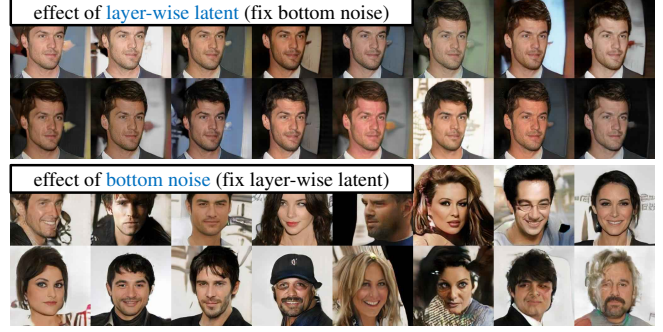 effect of layer-wise latent (fix bottom noise)
effect of bottom noise (fix layer-wise latent)